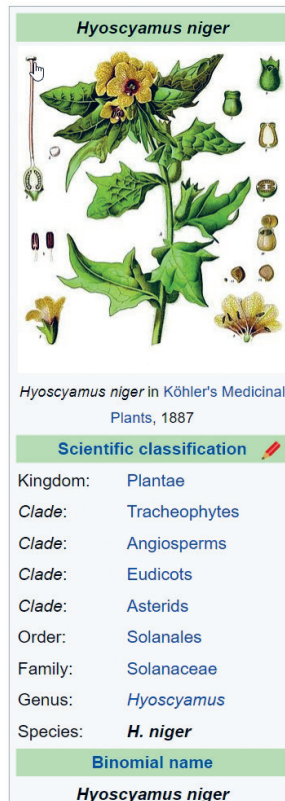 Hyoscyamus niger
Hyoscyamus niger in Köhler's Medicinal
Plants, 1887
Scientific classification
Kingdom: Plantae
Clade: Tracheophytes
Clade: Angiosperms
Clade: Eudicots
Clade: Asterids
Order: Solanales
Family: Solanaceae
Genus: Hyoscyamus
Species: H. niger
Binomial name
Hyoscyamus niger